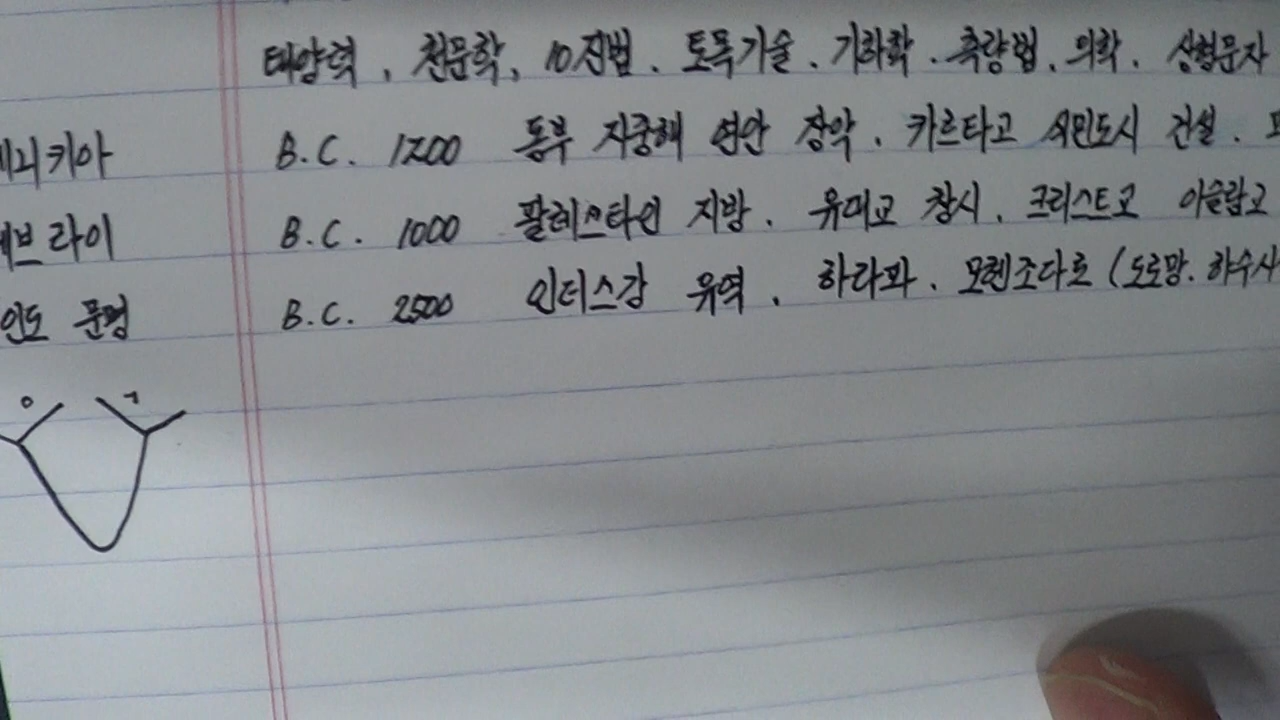 태양력, 천문학, 10진법. 토목기술. 기하학. 측량법. 의학. 상형문자
페니키아 B.C. 1200 동부 지중해 연안 장악. 카르타고 식민도시 건설.
헤브라이 B.C. 1000 팔레스타인 지방. 유대교 창시. 크리스트교 이슬람교
인도 문명 B.C. 2500 인더스강 유역. 하라파. 모헨조다로 (도로망. 하수시
ㅇ ㄱ